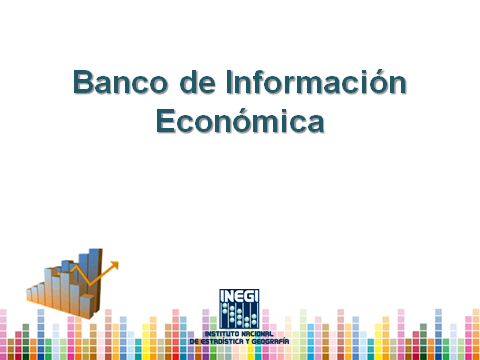 Banco de Información
Económica
INEGI
INSTITUTO NACIONAL
DE ESTADÍSTICA Y GEOGRAFÍA